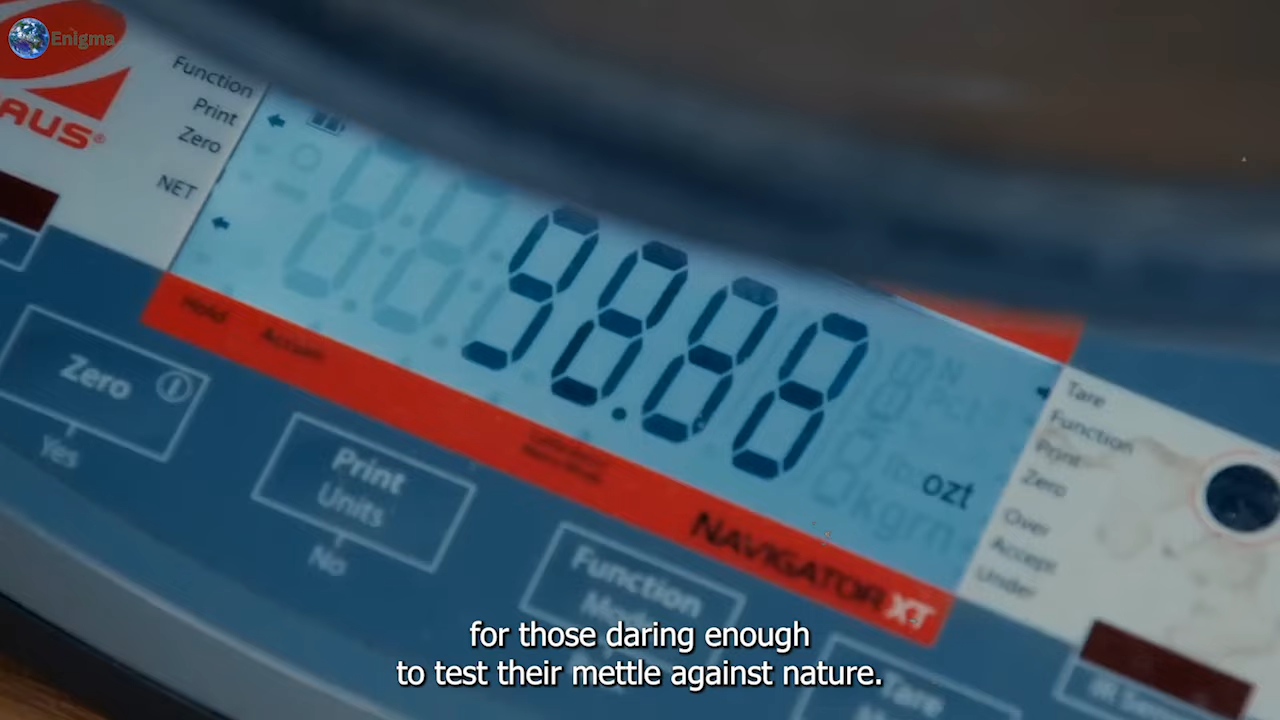 Enigma
AUS®
Function
Print
Zero
NET
98.88
ozt
Hold
Accum
NAVIGATOR XT
Tare
Function
Print
Zero
Over
Accept
Under
Zero
Yes
Print
Units
No
Function
Tare
for those daring enough
to test their mettle against nature.